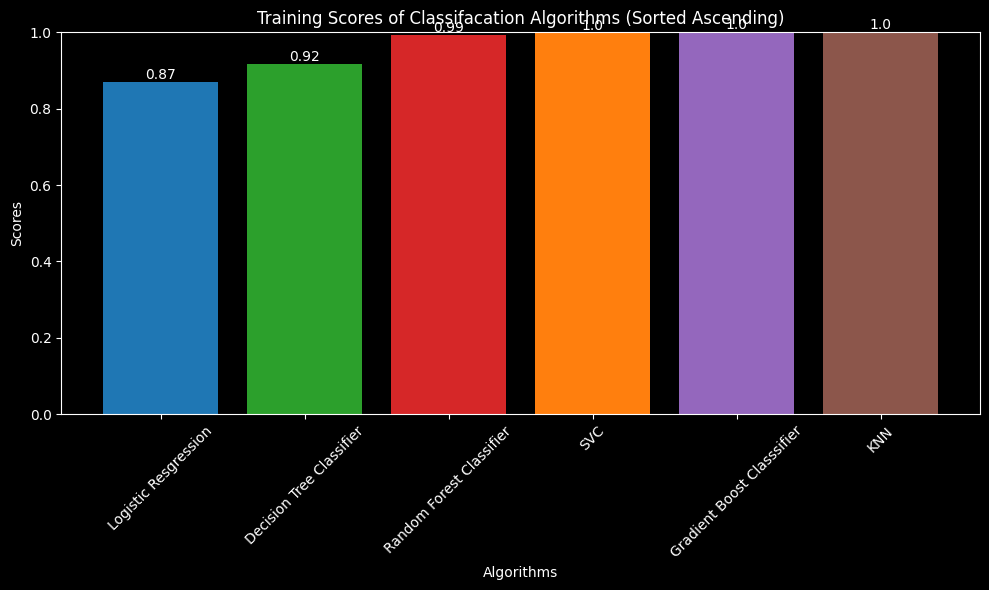 Training Scores of Classifacation Algorithms (Sorted Ascending)
0.87
0.92
0.99
1.0
1.0
1.0
1.0
0.8
0.6
0.4
0.2
0.0
Scores
Logistic Resgression
Decision Tree Classifier
Random Forest Classifier
SVC
Gradient Boost Classsifier
KNN
Algorithms